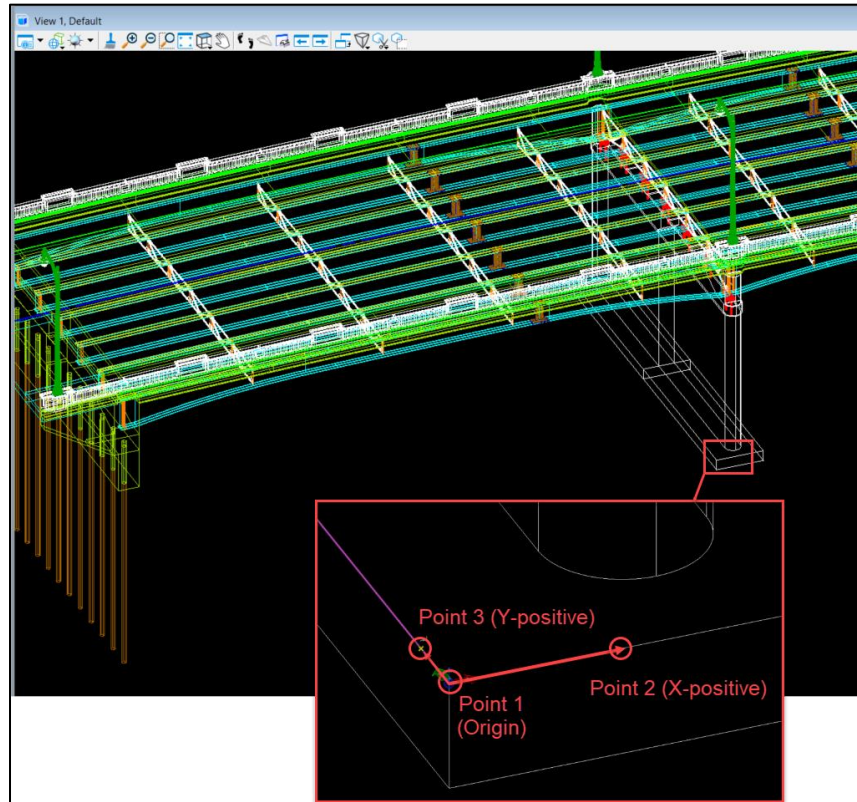 View 1, Default
Point 3 (Y-positive)
Point 2 (X-positive)
Point 1
(Origin)